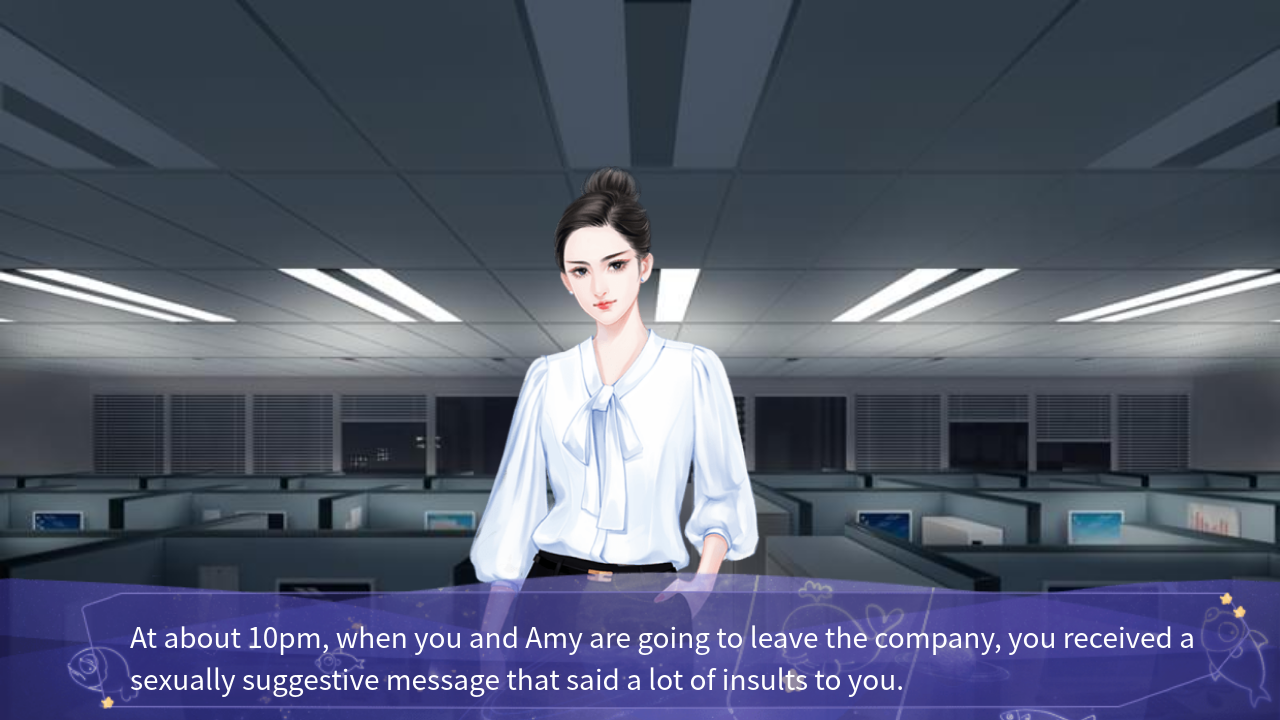 At about 10pm, when you and Amy are going to leave the company, you received a
sexually suggestive message that said a lot of insults to you.